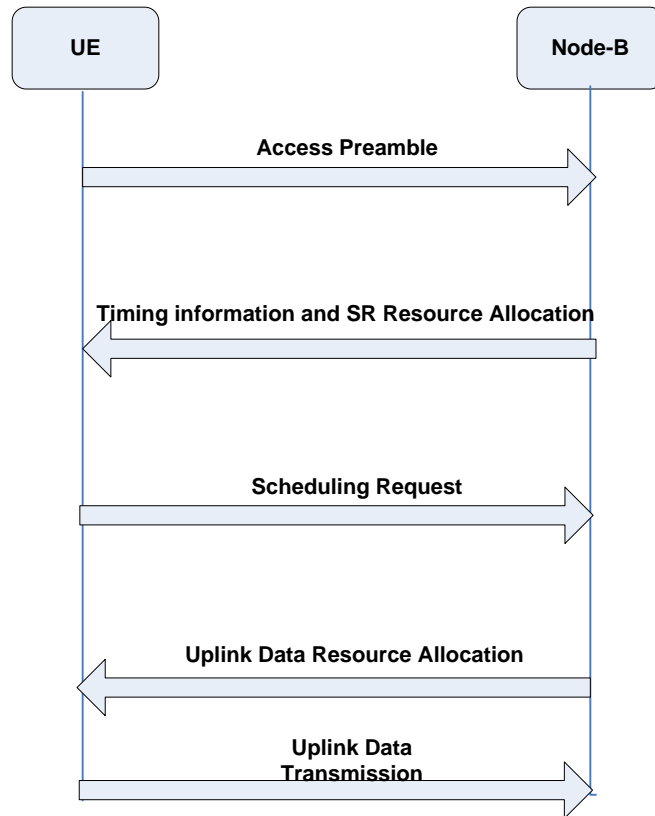 UE
Node-B
Access Preamble
Timing information and SR Resource Allocation
Scheduling Request
Uplink Data Resource Allocation
Uplink Data
Transmission